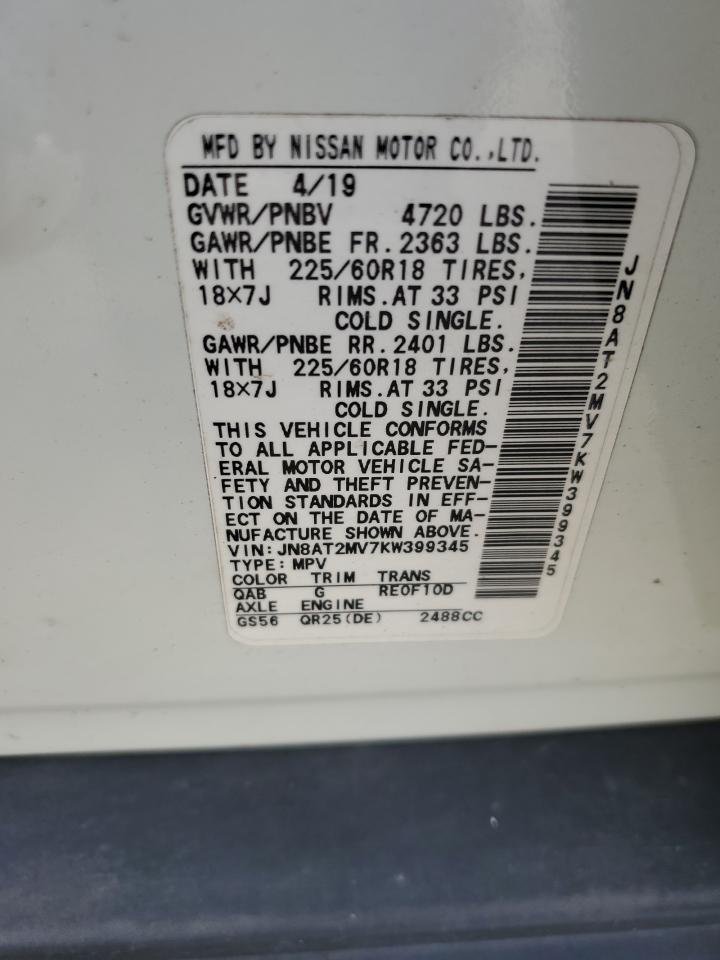 MFD BY NISSAN MOTOR CO.,LTD.
DATE 4/19
GVWR/PNBV 4720 LBS.
GAWR/PNBE FR.2363 LBS.
WITH 225/60R18 TIRES,
18×7J RIMS.AT 33 PSI
COLD SINGLE.
GAWR/PNBE RR.2401 LBS.
WITH 225/60R18 TIRES,
18×7J RIMS.AT 33 PSI
COLD SINGLE.
THIS VEHICLE CONFORMS
TO ALL APPLICABLE FED-
ERAL MOTOR VEHICLE SA-
FETY AND THEFT PREVEN-
TION STANDARDS IN EFF-
ECT ON THE DATE OF MA-
NUFACTURE SHOWN ABOVE.
VIN:JN8AT2MV7KW399345
TYPE:MPV
COLOR TRIM TRANS
QAB G RE0F10D
AXLE ENGINE
GS56 QR25(DE) 2488CC
JN8AT2MV7KW399345